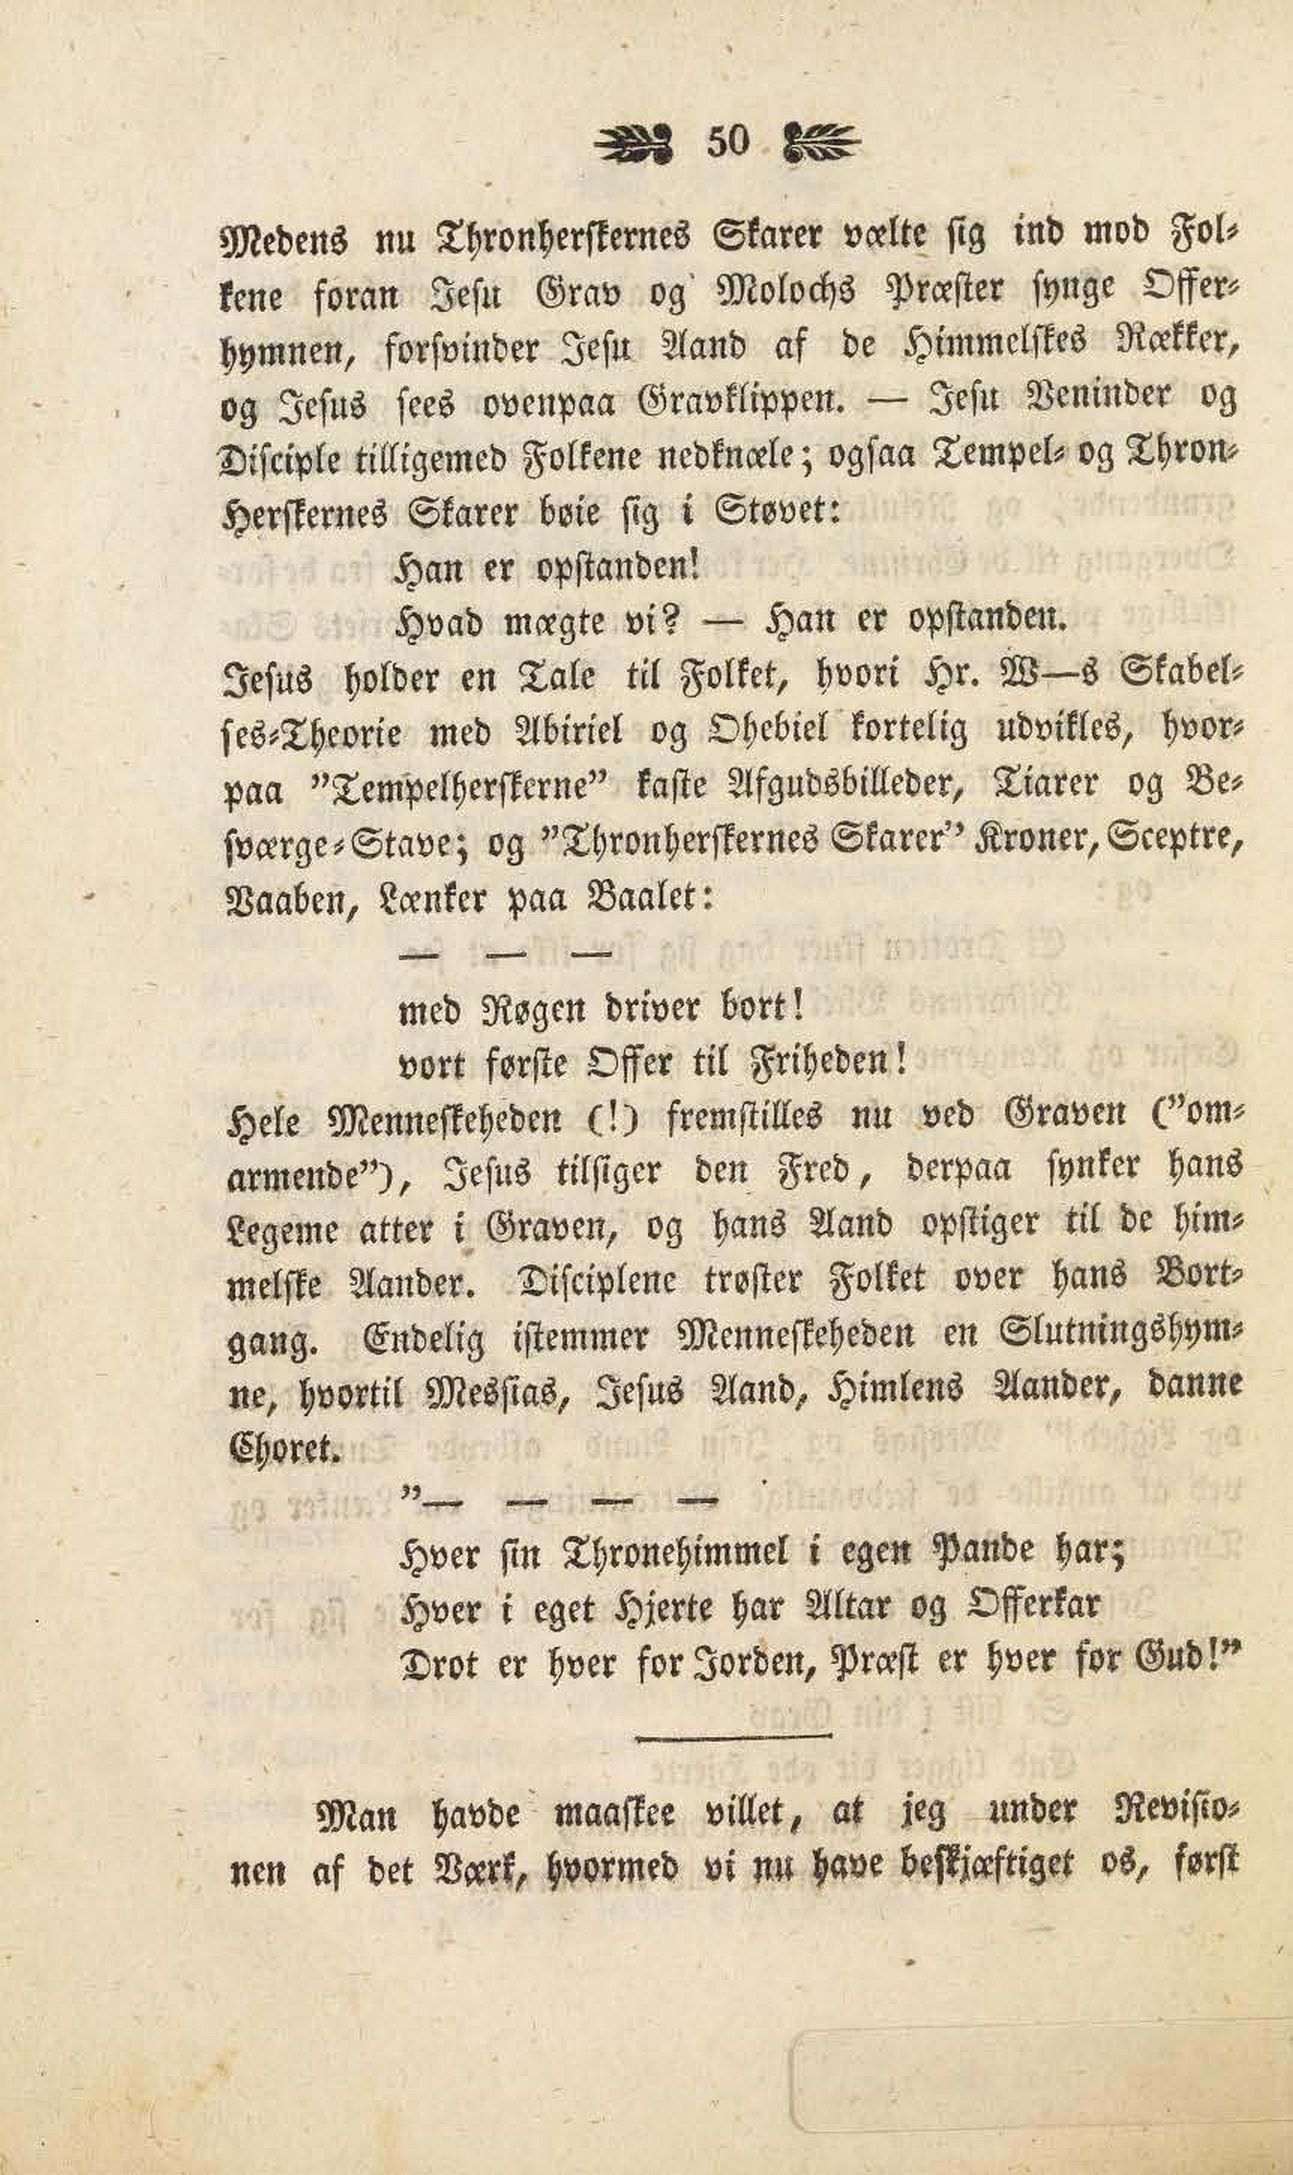 50
Medens nu Thronherskernes Skarer vælte sig ind mod Fol-
kene foran Jesu Grav og Molochs Præster synge Offer-
hymnen, forsvinder Jesu Aand af de Himmelskes Rækker,
og Jesus sees ovenpaa Gravklippen. — Jesu Veninder og
Disciple tilligemed Folkene nedknæle; ogsaa Tempel- og Thron-
Herskernes Skarer bøie sig i Støvet:
Han er opstanden!
Hvad mægte vi? — Han er opstanden.
Jesus holder en Tale til Folket, hvori Hr. W—s Skabel-
ses-Theorie med Abiriel og Ohebiel kortelig udvikles, hvor-
paa "Tempelherskerne" kaste Afgudsbilleder, Tiarer og Be-
sværge-Stave; og "Thronherskernes Skarer" Kroner, Sceptre,
Vaaben, Lænker paa Baalet:
— — —
med Røgen driver bort!
vort første Offer til Friheden!
Hele Menneskeheden (!) fremstilles nu ved Graven ("om-
armende"), Jesus tilsiger den Fred, derpaa synker hans
Legeme atter i Graven, og hans Aand opstiger til de him-
melske Aander. Disciplene trøster Folket over hans Bort-
gang. Endelig istemmer Menneskeheden en Slutningshym-
ne, hvortil Messias, Jesus Aand, Himlens Aander, danne
Choret.
"— — — —
Hver sin Thronehimmel i egen Pande har;
Hver i eget Hjerte har Altar og Offerkar
Drot er hver for Jorden, Præst er hver for Gud!"
Man havde maaskee villet, at jeg under Revisio-
nen af det Værk, hvormed vi nu have beskjæftiget os, først